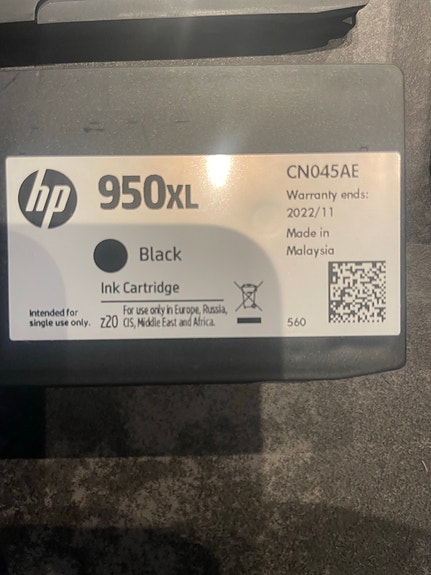 hp
950XL
CN045AE
Warranty ends:
2022/11
Made in
Malaysia
Black
Ink Cartridge
Intended for
single use only.
z20
For use only in Europe, Russia,
CIS, Middle East and Africa.
560